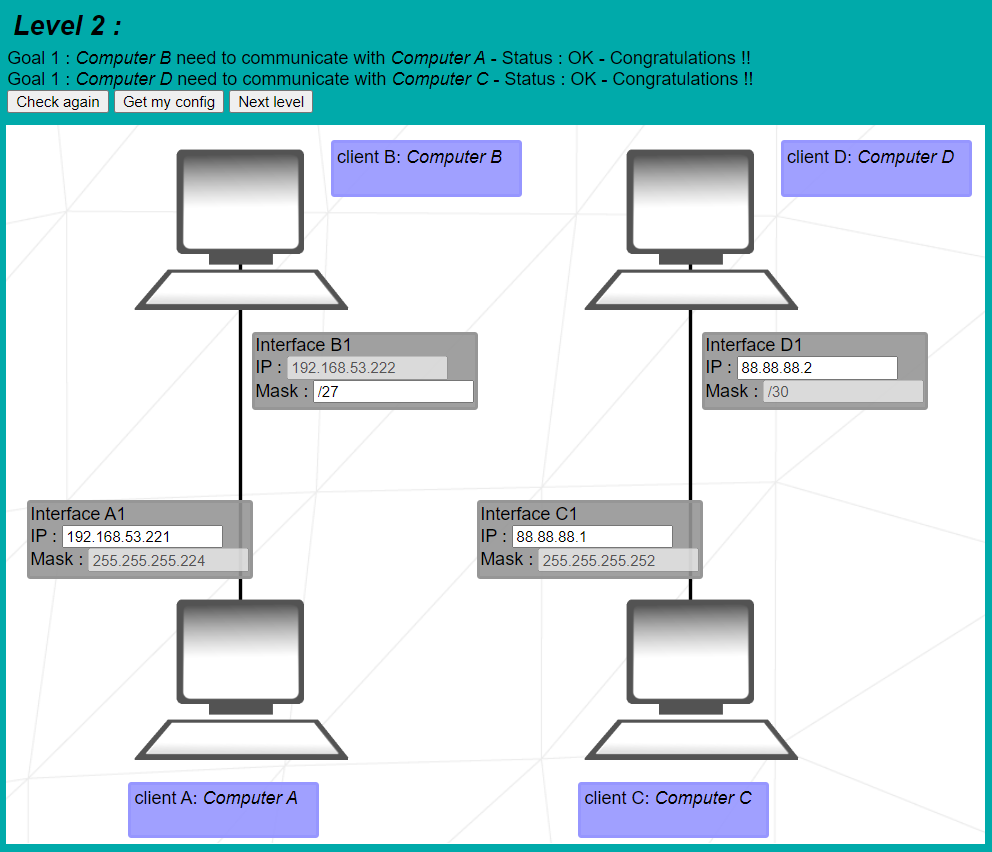 Level 2 :
Goal 1 : Computer B need to communicate with Computer A - Status : OK - Congratulations !!
Goal 1 : Computer D need to communicate with Computer C - Status : OK - Congratulations !!
Check again Get my config Next level
client B: Computer B
client D: Computer D
Interface B1
IP : 192.168.53.222
Mask : /27
Interface D1
IP : 88.88.88.2
Mask : /30
Interface A1
IP : 192.168.53.221
Mask : 255.255.255.224
Interface C1
IP : 88.88.88.1
Mask : 255.255.255.252
client A: Computer A
client C: Computer C